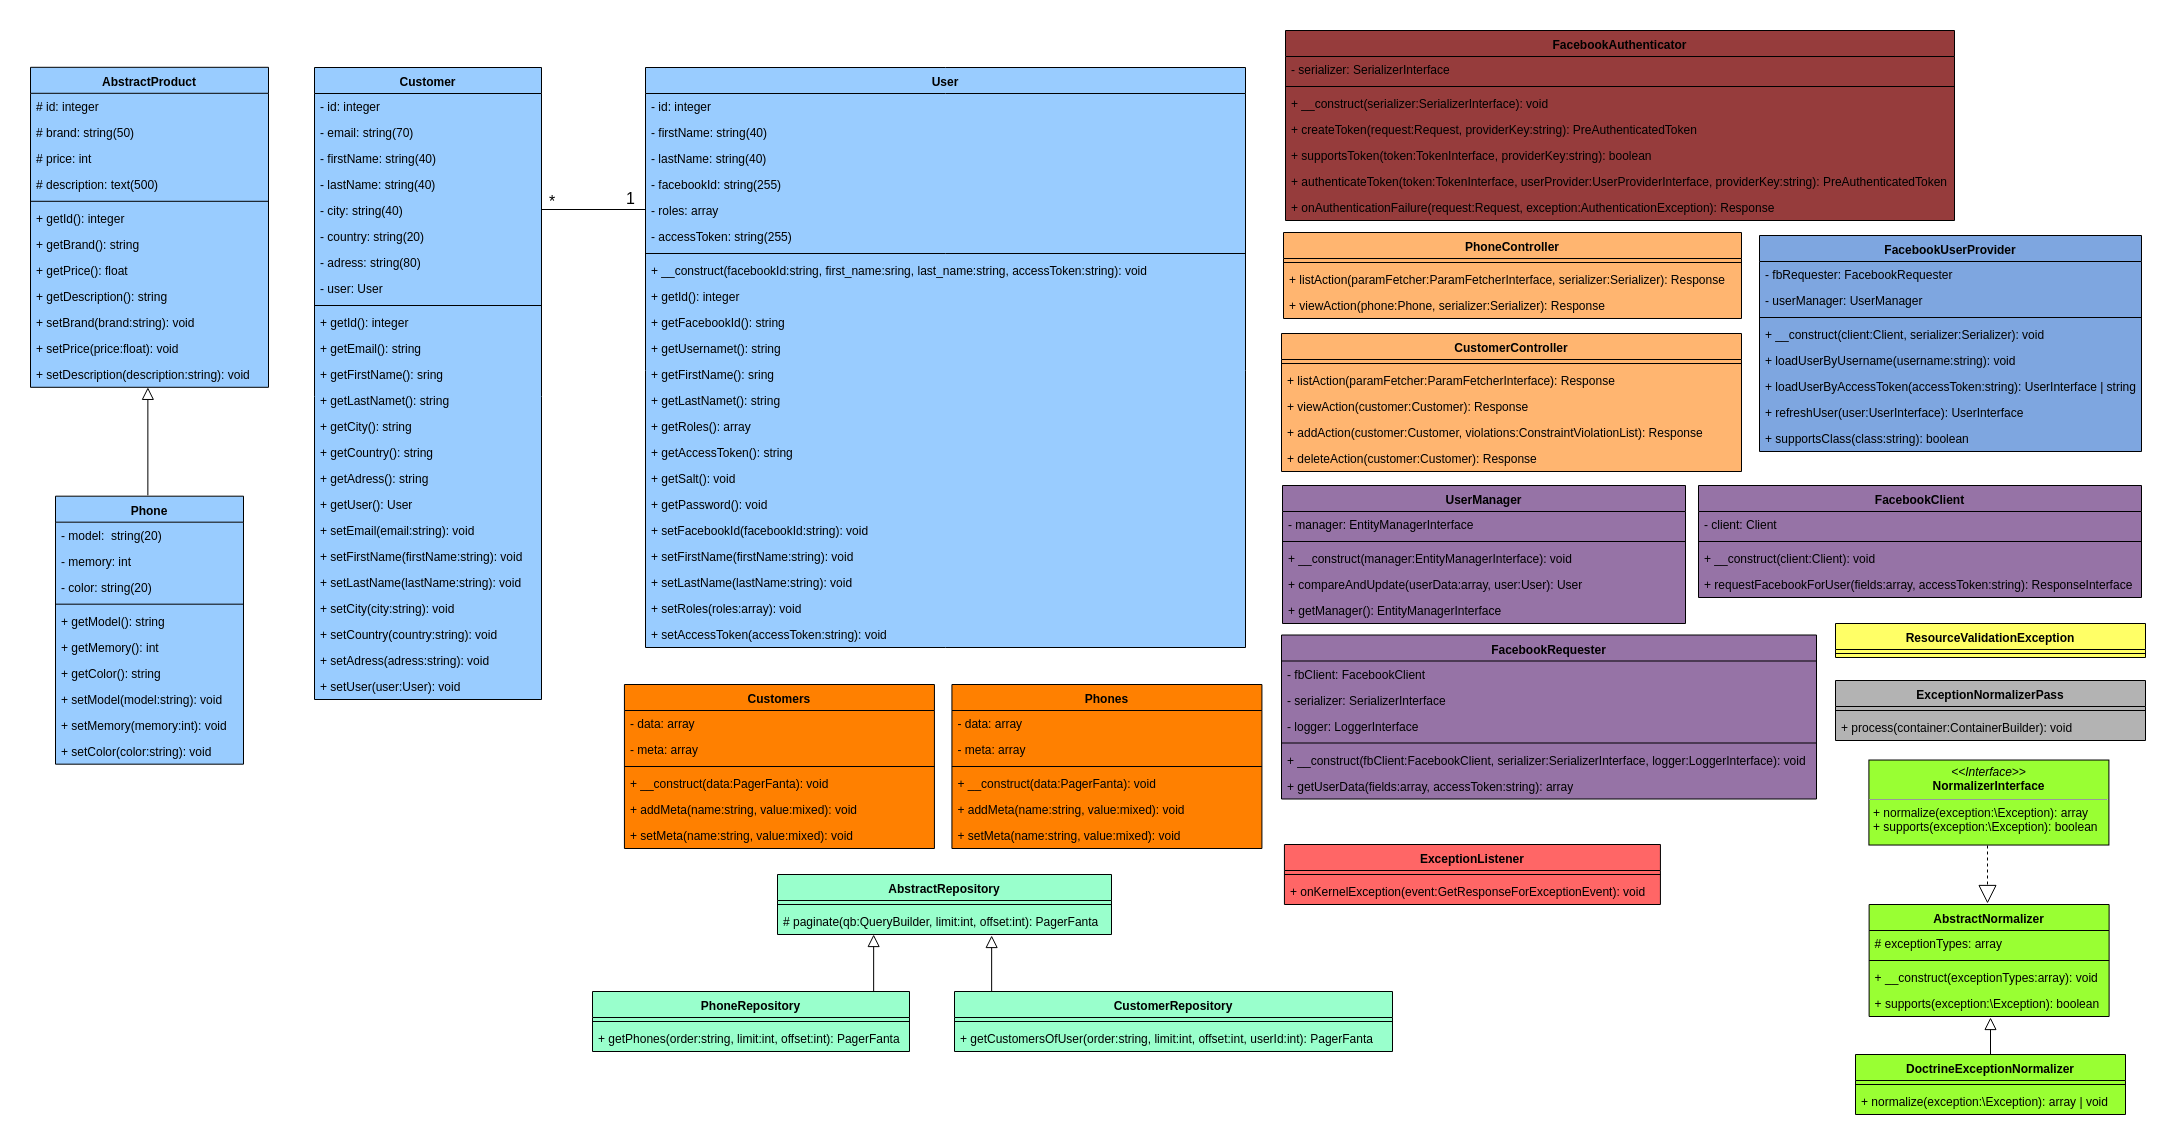 AbstractProduct
# id: integer
# brand: string(50)
# price: int
# description: text(500)
+ getId(): integer
+ getBrand(): string
+ getPrice(): float
+ getDescription(): string
+ setBrand(brand:string): void
+ setPrice(price:float): void
+ setDescription(description:string): void
Phone
- model:  string(20)
- memory: int
- color: string(20)
+ getModel(): string
+ getMemory(): int
+ getColor(): string
+ setModel(model:string): void
+ setMemory(memory:int): void
+ setColor(color:string): void
Customer
- id: integer
- email: string(70)
- firstName: string(40)
- lastName: string(40)
- city: string(40)
- country: string(20)
- adress: string(80)
- user: User
+ getId(): integer
+ getEmail(): string
+ getFirstName(): sring
+ getLastNamet(): string
+ getCity(): string
+ getCountry(): string
+ getAdress(): string
+ getUser(): User
+ setEmail(email:string): void
+ setFirstName(firstName:string): void
+ setLastName(lastName:string): void
+ setCity(city:string): void
+ setCountry(country:string): void
+ setAdress(adress:string): void
+ setUser(user:User): void
* 1
User
- id: integer
- firstName: string(40)
- lastName: string(40)
- facebookId: string(255)
- roles: array
- accessToken: string(255)
+ __construct(facebookId:string, first_name:sring, last_name:string, accessToken:string): void
+ getId(): integer
+ getFacebookId(): string
+ getUsernamet(): string
+ getFirstName(): sring
+ getLastNamet(): string
+ getRoles(): array
+ getAccessToken(): string
+ getSalt(): void
+ getPassword(): void
+ setFacebookId(facebookId:string): void
+ setFirstName(firstName:string): void
+ setLastName(lastName:string): void
+ setRoles(roles:array): void
+ setAccessToken(accessToken:string): void
Customers
- data: array
- meta: array
+ __construct(data:PagerFanta): void
+ addMeta(name:string, value:mixed): void
+ setMeta(name:string, value:mixed): void
Phones
- data: array
- meta: array
+ __construct(data:PagerFanta): void
+ addMeta(name:string, value:mixed): void
+ setMeta(name:string, value:mixed): void
AbstractRepository
# paginate(qb:QueryBuilder, limit:int, offset:int): PagerFanta
PhoneRepository
+ getPhones(order:string, limit:int, offset:int): PagerFanta
CustomerRepository
+ getCustomersOfUser(order:string, limit:int, offset:int, userId:int): PagerFanta
FacebookAuthenticator
- serializer: SerializerInterface
+ __construct(serializer:SerializerInterface): void
+ createToken(request:Request, providerKey:string): PreAuthenticatedToken
+ supportsToken(token:TokenInterface, providerKey:string): boolean
+ authenticateToken(token:TokenInterface, userProvider:UserProviderInterface, providerKey:string): PreAuthenticatedToken
+ onAuthenticationFailure(request:Request, exception:AuthenticationException): Response
PhoneController
+ listAction(paramFetcher:ParamFetcherInterface, serializer:Serializer): Response
+ viewAction(phone:Phone, serializer:Serializer): Response
FacebookUserProvider
- fbRequester: FacebookRequester
- userManager: UserManager
+ __construct(client:Client, serializer:Serializer): void
+ loadUserByUsername(username:string): void
+ loadUserByAccessToken(accessToken:string): UserInterface | string
+ refreshUser(user:UserInterface): UserInterface
+ supportsClass(class:string): boolean
CustomerController
+ listAction(paramFetcher:ParamFetcherInterface): Response
+ viewAction(customer:Customer): Response
+ addAction(customer:Customer, violations:ConstraintViolationList): Response
+ deleteAction(customer:Customer): Response
UserManager
- manager: EntityManagerInterface
+ __construct(manager:EntityManagerInterface): void
+ compareAndUpdate(userData:array, user:User): User
+ getManager(): EntityManagerInterface
FacebookClient
- client: Client
+ __construct(client:Client): void
+ requestFacebookForUser(fields:array, accessToken:string): ResponseInterface
FacebookRequester
- fbClient: FacebookClient
- serializer: SerializerInterface
- logger: LoggerInterface
+ __construct(fbClient:FacebookClient, serializer:SerializerInterface, logger:LoggerInterface): void
+ getUserData(fields:array, accessToken:string): array
ResourceValidationException
ExceptionNormalizerPass
+ process(container:ContainerBuilder): void
ExceptionListener
+ onKernelException(event:GetResponseForExceptionEvent): void
<<Interface>>
NormalizerInterface
+ normalize(exception:\Exception): array
+ supports(exception:\Exception): boolean
AbstractNormalizer
# exceptionTypes: array
+ __construct(exceptionTypes:array): void
+ supports(exception:\Exception): boolean
DoctrineExceptionNormalizer
+ normalize(exception:\Exception): array | void